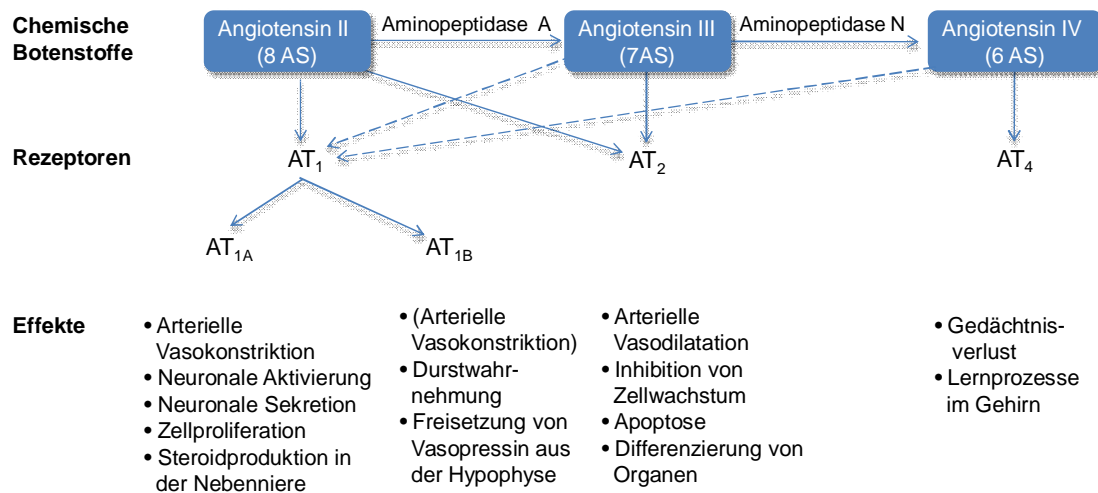 Chemische
Botenstoffe
Angiotensin II
(8 AS)
Aminopeptidase A
Angiotensin III
(7AS)
Aminopeptidase N
Angiotensin IV
(6 AS)
Rezeptoren
AT1
AT2
AT4
AT1A
AT1B
Effekte
• Arterielle
Vasokonstriktion
• Neuronale Aktivierung
• Neuronale Sekretion
• Zellproliferation
• Steroidproduktion in
der Nebenniere
• (Arterielle
Vasokonstriktion)
• Durstwahr-
nehmung
• Freisetzung von
Vasopressin aus
der Hypophyse
• Arterielle
Vasodilatation
• Inhibition von
Zellwachstum
• Apoptose
• Differenzierung von
Organen
• Gedächtnis-
verlust
• Lernprozesse
im Gehirn